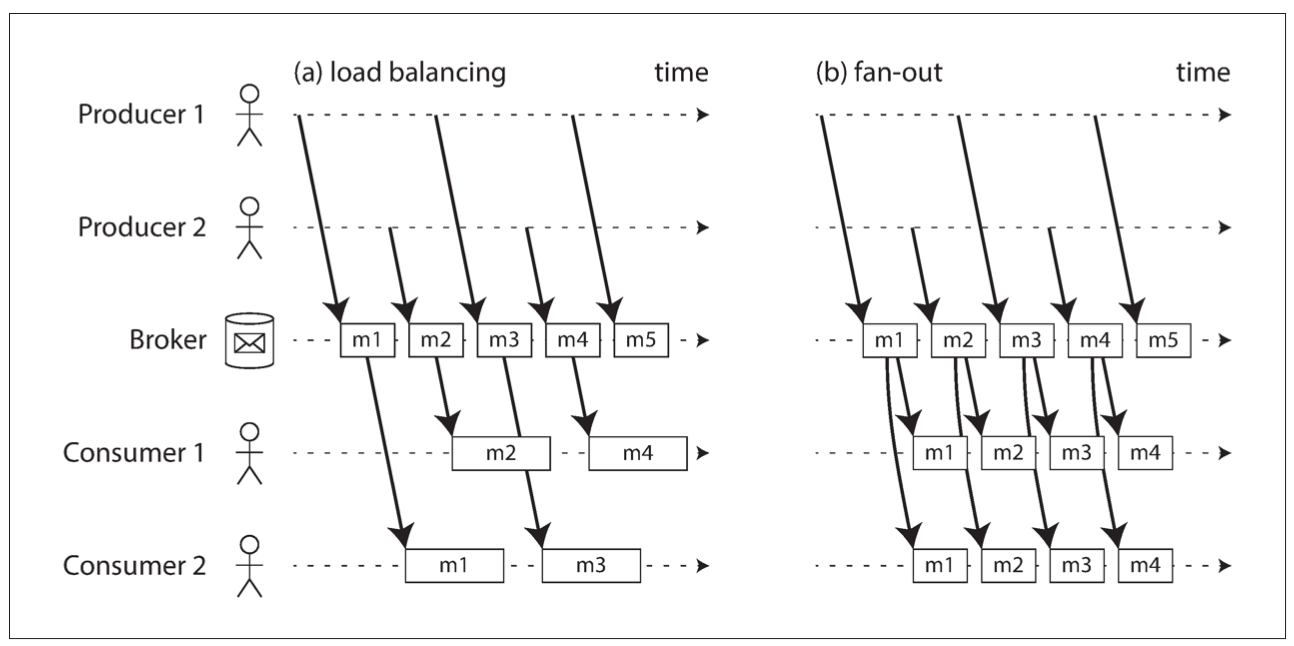 (a) load balancing time (b) fan-out time
Producer 1
Producer 2
Broker m1 m2 m3 m4 m5 m1 m2 m3 m4 m5
Consumer 1 m2 m4 m1 m2 m3 m4
Consumer 2 m1 m3 m1 m2 m3 m4